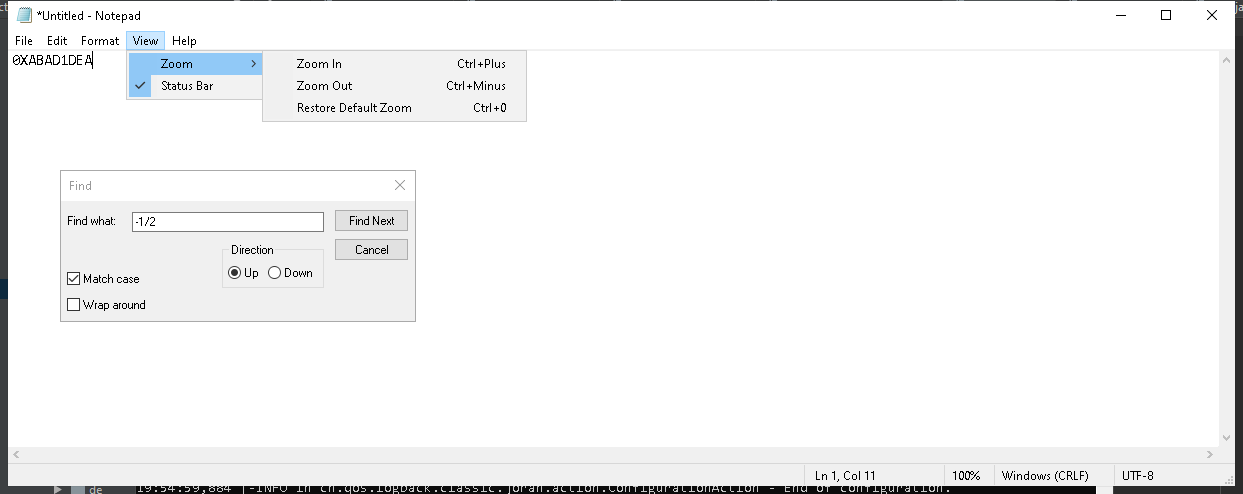 *Untitled - Notepad
File Edit Format View Help
0XABAD1DEA
Zoom
Status Bar
Zoom In Ctrl+Plus
Zoom Out Ctrl+Minus
Restore Default Zoom Ctrl+0
Find
Find what: -1/2 Find Next
Cancel
Direction
Up Down
Match case
Wrap around
Ln 1, Col 11 100% Windows (CRLF) UTF-8
de 19:54:59,884 |-INFO in ch.qos.logback.classic.joran.action.ConfigurationAction - End of configuration.